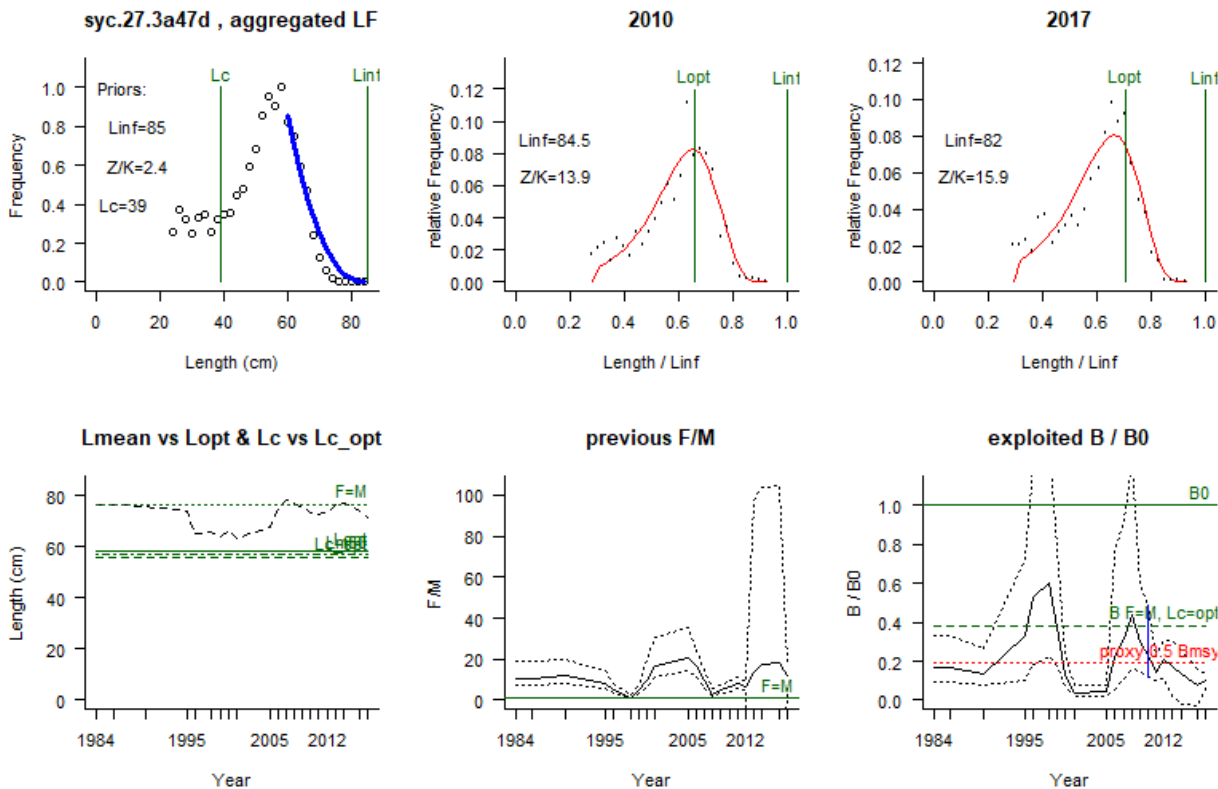 syc.27.3a47d , aggregated LF
Lc
Linf
Priors:
Linf=85
Z/K=2.4
Lc=39
Frequency
1.0
0.8
0.6
0.4
0.2
0.0
0 20 40 60 80
Length (cm)
2010
Lopt
Linf
Linf=84.5
Z/K=13.9
relative Frequency
0.12
0.10
0.08
0.06
0.04
0.02
0.00
0.0 0.2 0.4 0.6 0.8 1.0
Length / Linf
2017
Lopt
Linf
Linf=82
Z/K=15.9
relative Frequency
0.12
0.10
0.08
0.06
0.04
0.02
0.00
0.0 0.2 0.4 0.6 0.8 1.0
Length / Linf
Lmean vs Lopt & Lc vs Lc_opt
F=M
Length (cm)
80
60
40
20
0
1984 1995 2005 2012
Year
previous F/M
F=M
F/M
100
80
60
40
20
0
1984 1995 2005 2012
Year
exploited B / B0
B0
B F=M, Lc=opt
proxy 0.5 Bmsy
B / B0
1.0
0.8
0.6
0.4
0.2
0.0
1984 1995 2005 2012
Year